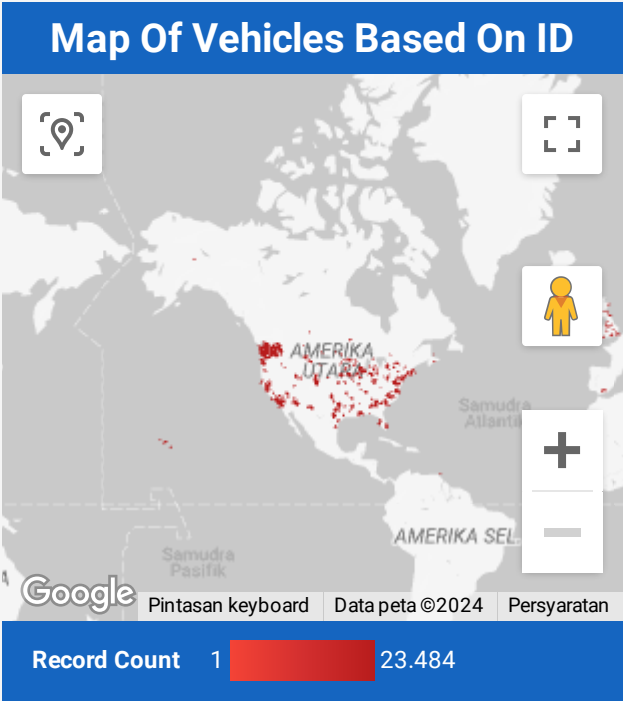 Map Of Vehicles Based On ID
AMERIKA
UTARA
Samudra
Atlantik
AMERIKA SEL.
Samudra
Pasifik
Google
Pintasan keyboard
Data peta ©2024
Persyaratan
Record Count 1 23.484